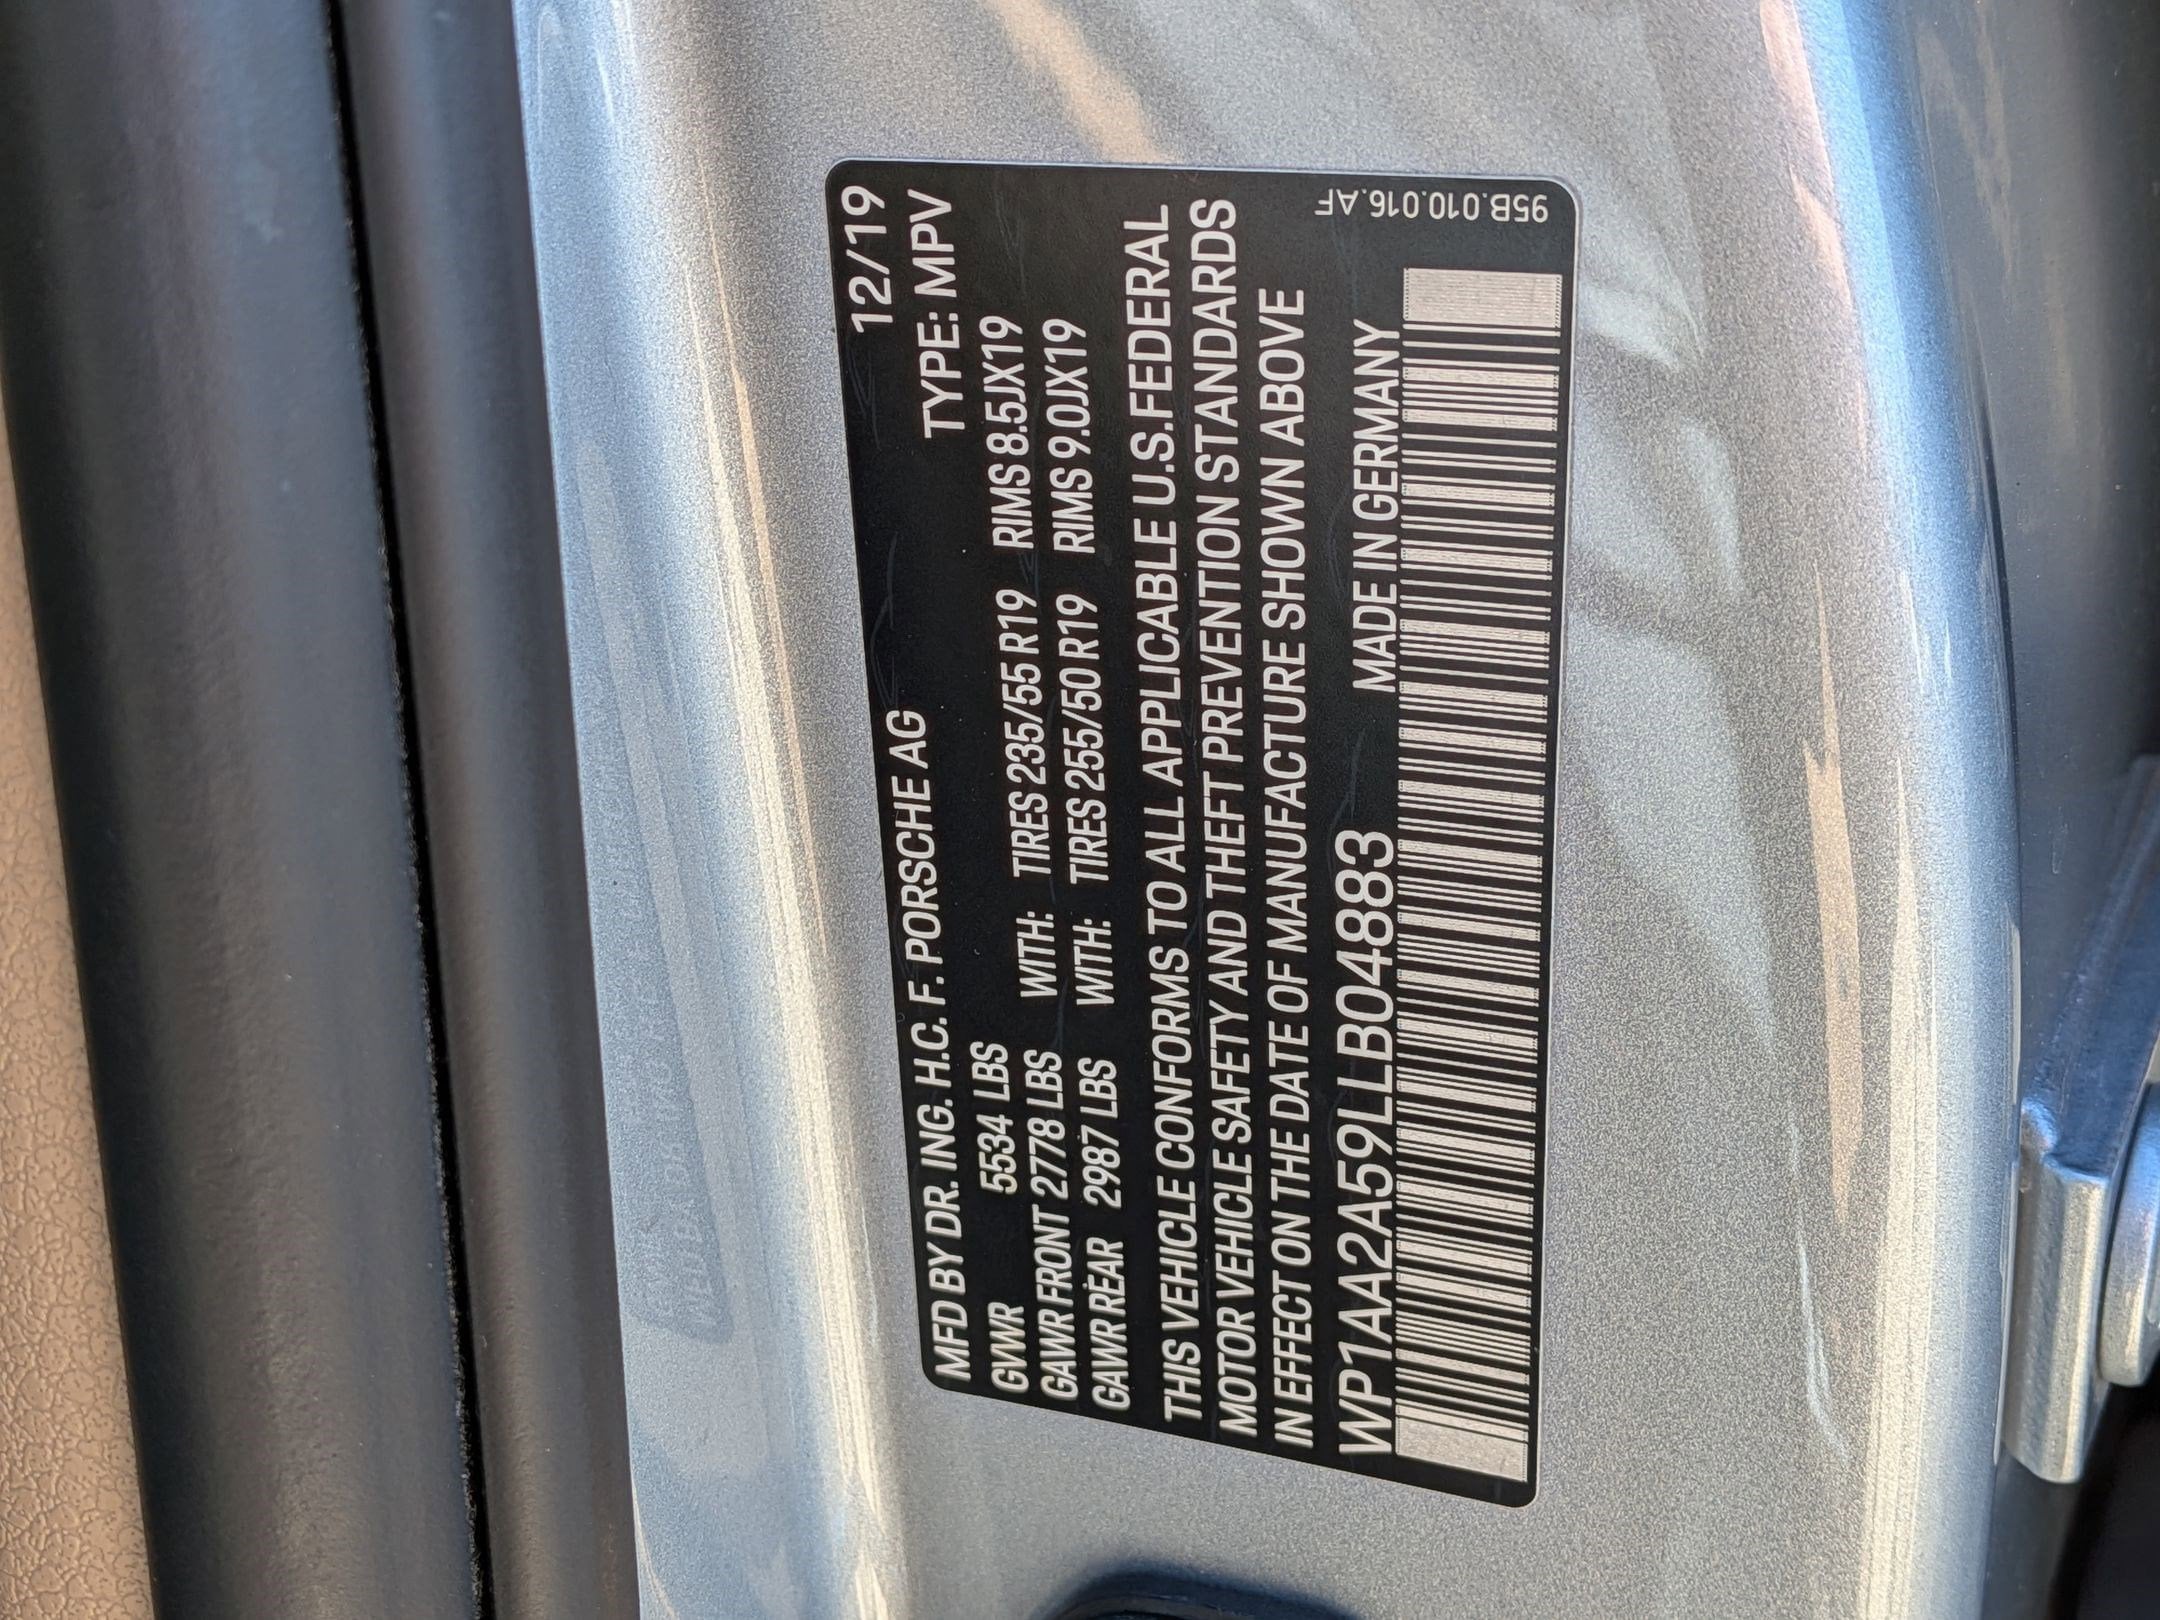 MFD BY DR. ING. H.C. F. PORSCHE AG 12/19
TYPE: MPV
GVWR 5534 LBS
GAWR FRONT 2778 LBS WITH: TIRES 235/55 R19 RIMS 8.5JX19
GAWR REAR 2987 LBS WITH: TIRES 255/50 R19 RIMS 9.0JX19
THIS VEHICLE CONFORMS TO ALL APPLICABLE U.S.FEDERAL
MOTOR VEHICLE SAFETY AND THEFT PREVENTION STANDARDS
IN EFFECT ON THE DATE OF MANUFACTURE SHOWN ABOVE
WP1AA2A59LB04883 MADE IN GERMANY
95B.010.016.AF